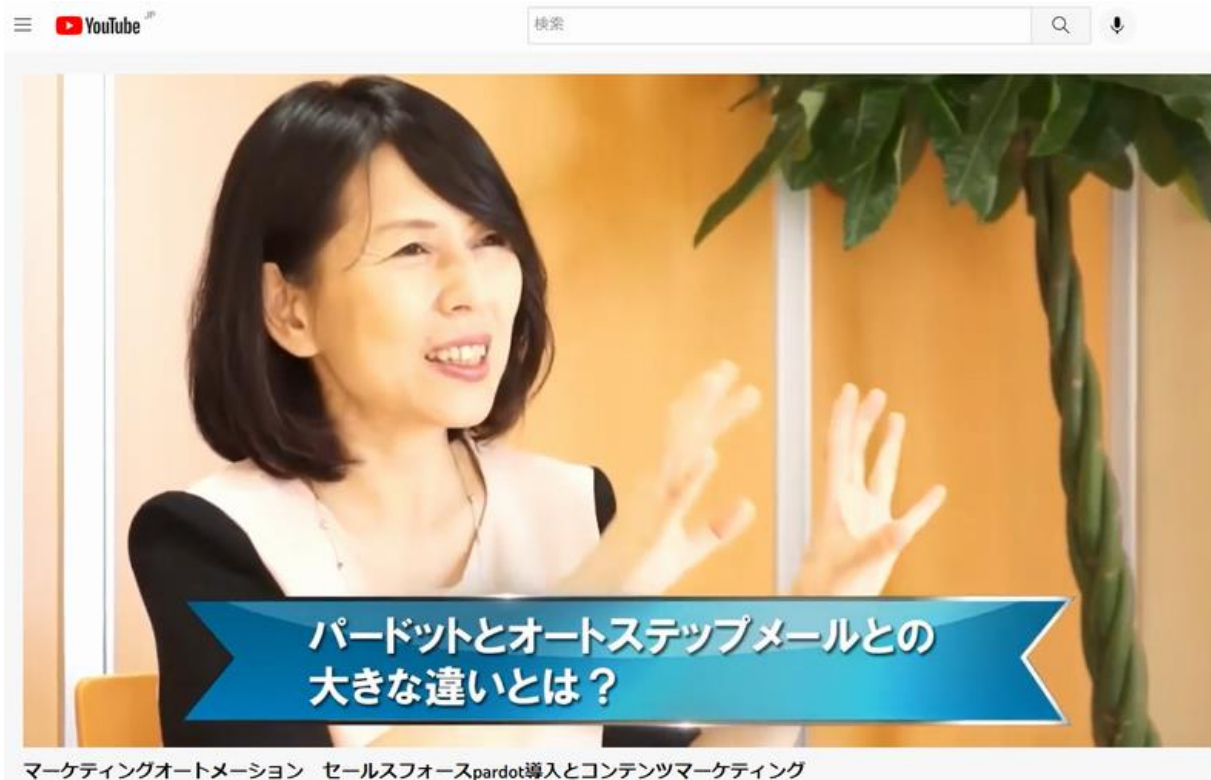 YouTube JP
検索
パードットとオートステップメールとの
大きな違いとは？
マーケティングオートメーション　セールスフォースpardot導入とコンテンツマーケティング